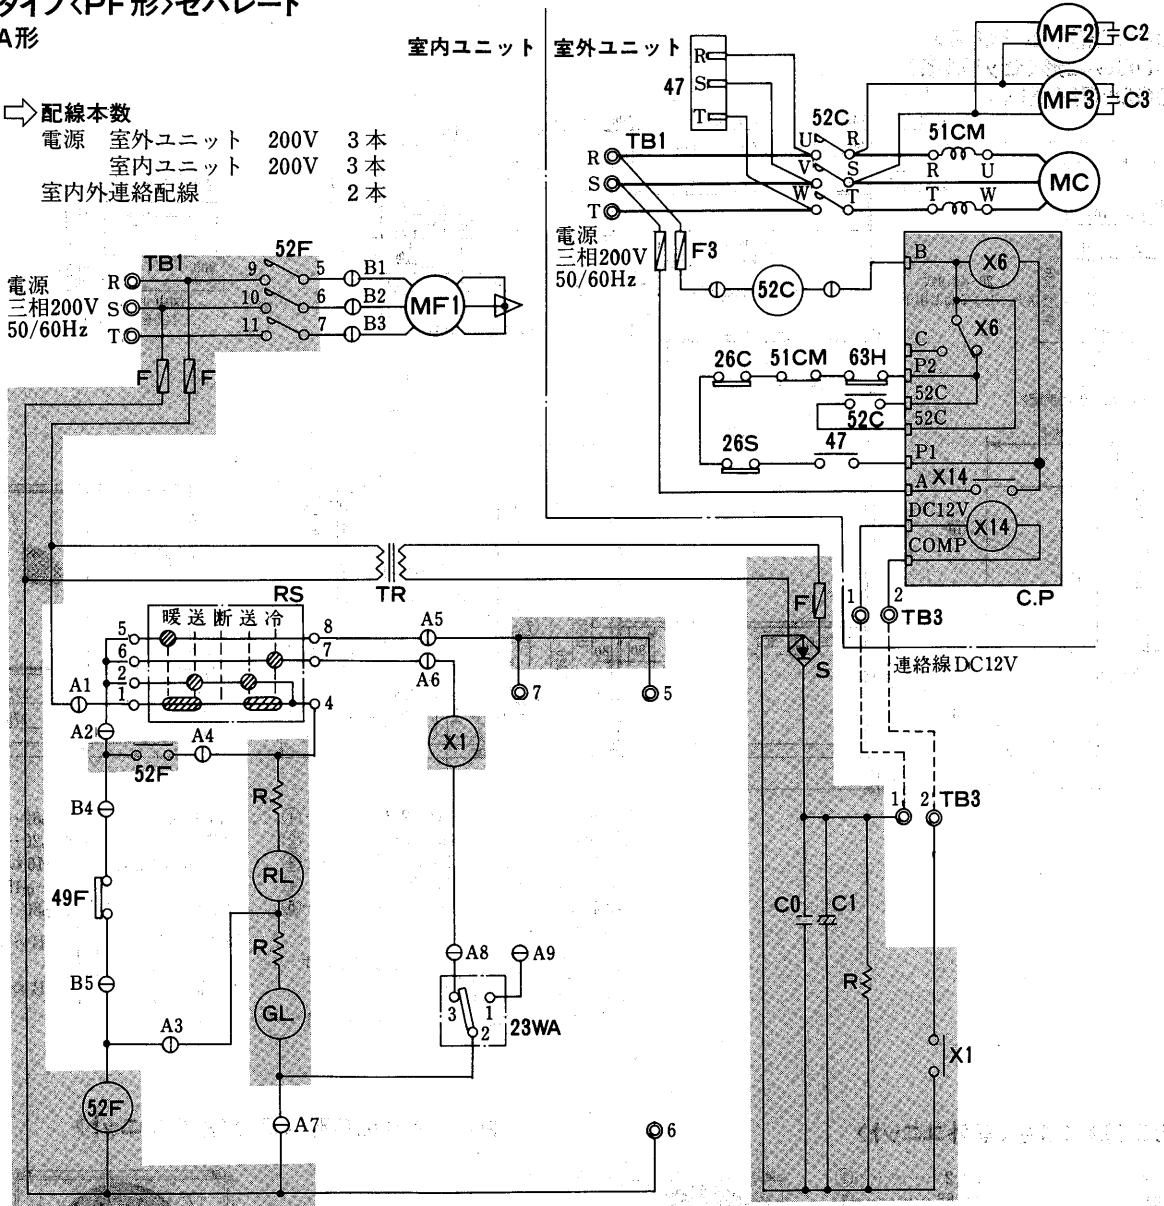 タイプ〈PF形〉セパレート
A形
⇨配線本数
電源 室外ユニット 200V 3本
室内ユニット 200V 3本
室内外連絡配線 2本
室内ユニット
室外ユニット
MF2
C2
MF3
C3
47
R
S
T
TB1
R
S
T
52C
U
V
W
R
S
T
51CM
R
U
T
W
MC
電源
三相200V
50/60Hz
F3
52C
B
X6
X6
C
P2
52C
52C
P1
A
X14
DC12V
X14
COMP
C.P
26C
51CM
63H
52C
26S
47
1
2
TB3
連絡線DC12V
電源
三相200V
50/60Hz
R
S
T
TB1
52F
9
5
B1
10
6
B2
11
7
B3
MF1
F
F
TR
RS
暖送断送冷
5
8
A5
6
7
A6
2
A1
1
4
7
5
A2
52F
A4
X1
B4
R
RL
49F
R
B5
GL
A3
A8
A9
3
1
2
23WA
52F
A7
6
F
S
1
2
TB3
C0
C1
R
X1